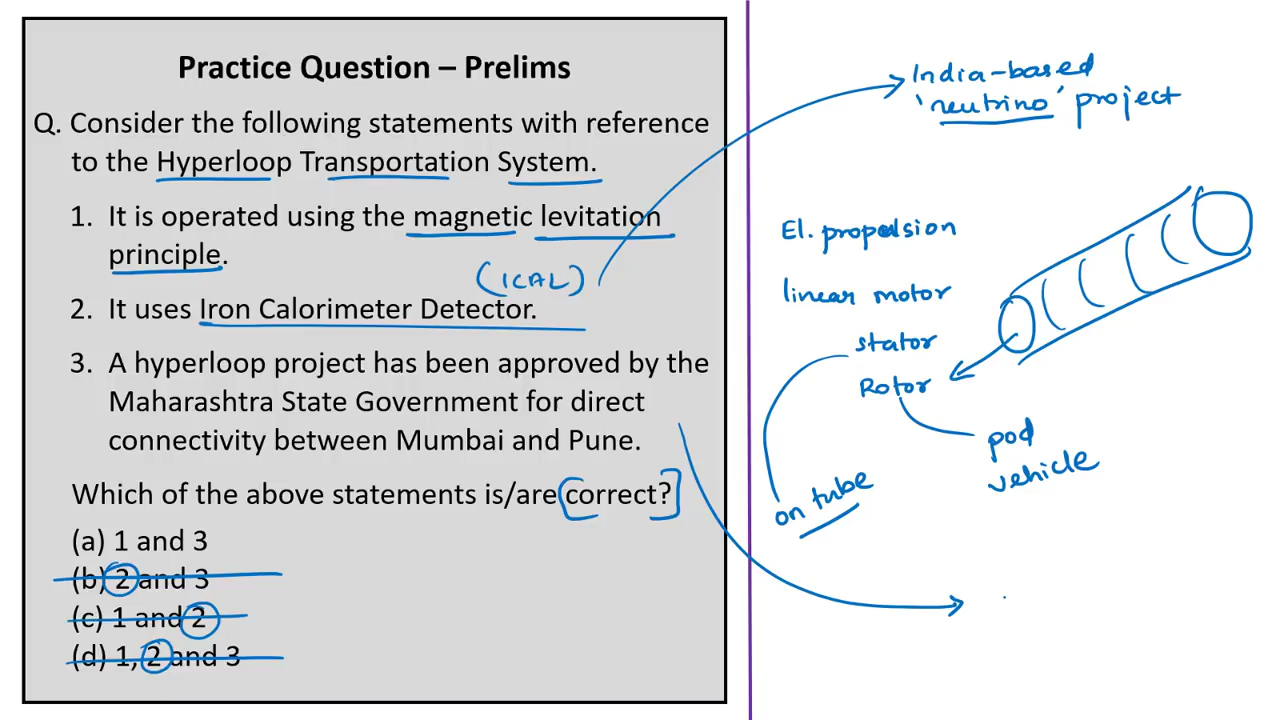 Practice Question – Prelims
Q. Consider the following statements with reference
to the Hyperloop Transportation System.
1. It is operated using the magnetic levitation
principle.
(ICAL)
2. It uses Iron Calorimeter Detector.
3. A hyperloop project has been approved by the
Maharashtra State Government for direct
connectivity between Mumbai and Pune.
Which of the above statements is/are correct?
(a) 1 and 3
(b) 2 and 3
(c) 1 and 2
(d) 1, 2 and 3
India-based
'neutrino' project
El. propulsion
linear motor
stator
Rotor
pod
vehicle
on tube